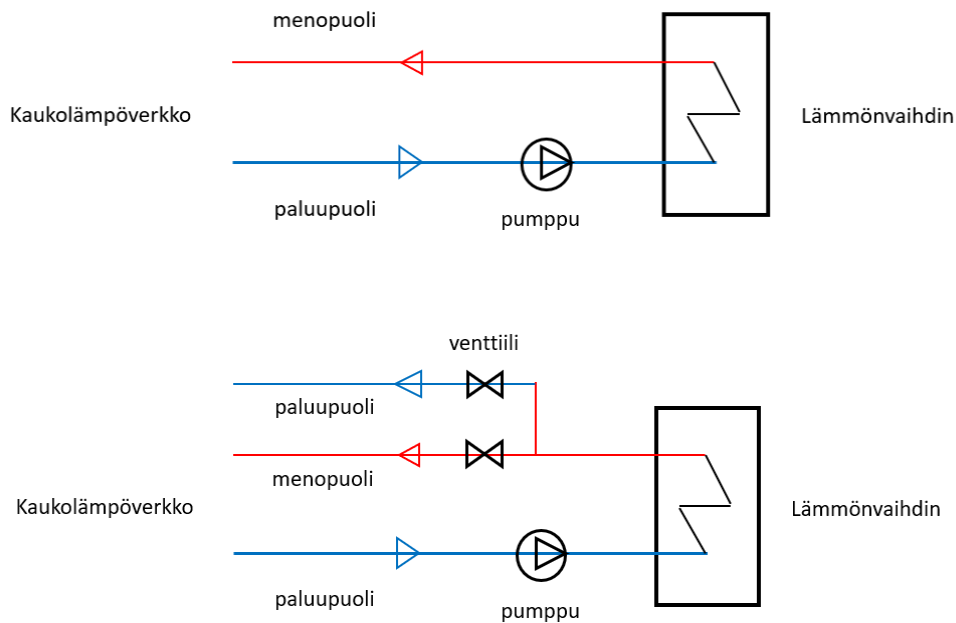 menopuoli
Kaukolämpöverkko
Lämmönvaihdin
paluupuoli
pumppu
venttiili
paluupuoli
menopuoli
Kaukolämpöverkko
Lämmönvaihdin
paluupuoli
pumppu